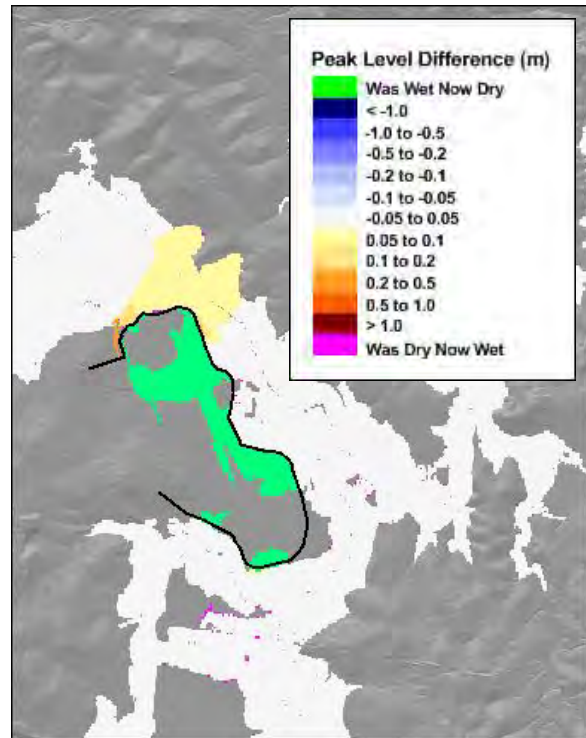 Peak Level Difference (m)
Was Wet Now Dry
< -1.0
-1.0 to -0.5
-0.5 to -0.2
-0.2 to -0.1
-0.1 to -0.05
-0.05 to 0.05
0.05 to 0.1
0.1 to 0.2
0.2 to 0.5
0.5 to 1.0
> 1.0
Was Dry Now Wet